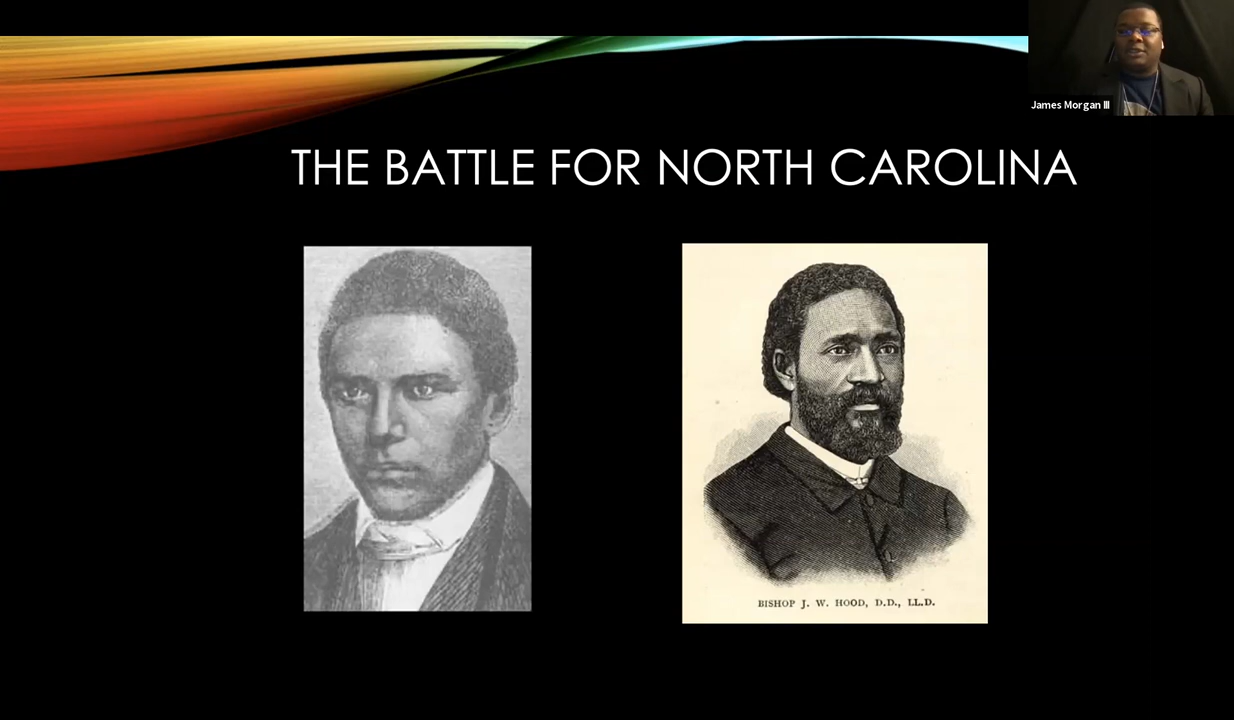 James Morgan III
THE BATTLE FOR NORTH CAROLINA
BISHOP J. W. HOOD, D.D., LL.D.